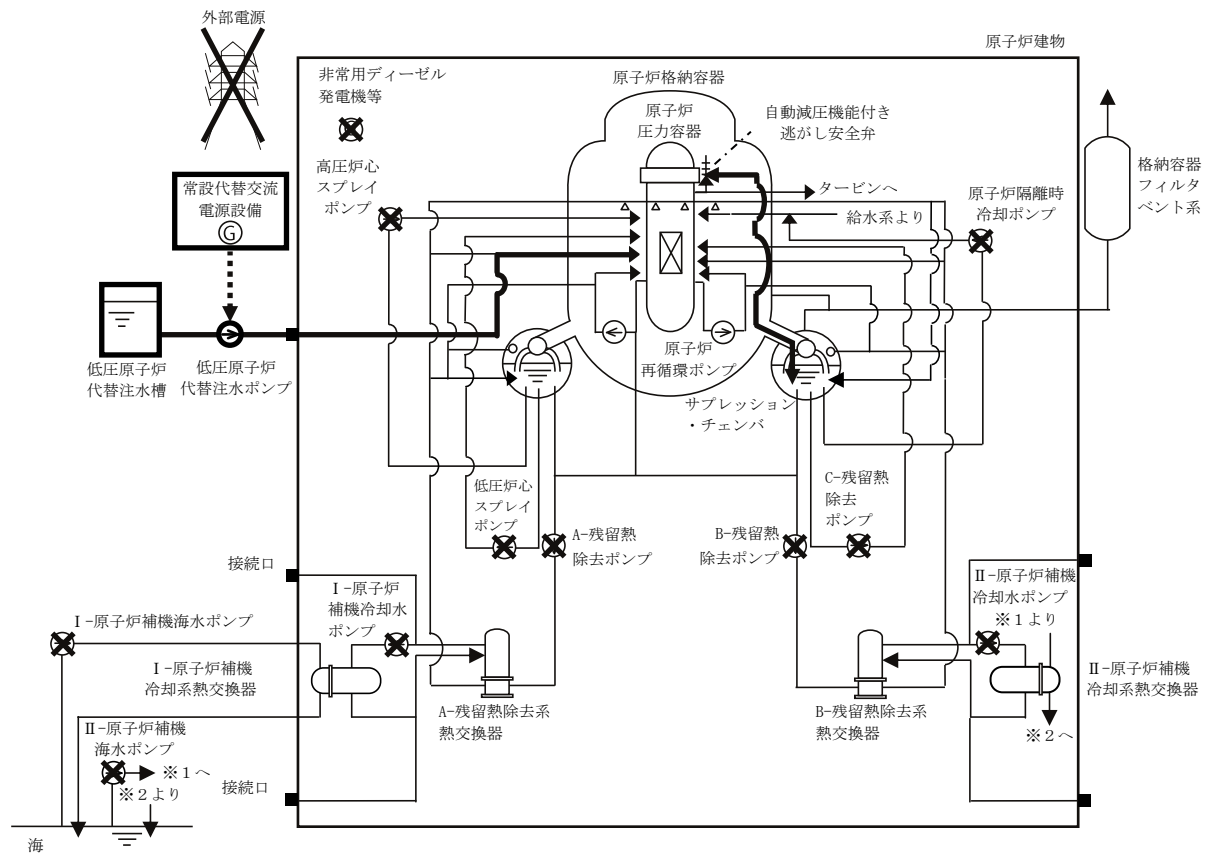 外部電源
原子炉建物
非常用ディーゼル
発電機等
原子炉格納容器
原子炉
圧力容器
自動減圧機能付き
逃がし安全弁
高圧炉心
スプレイ
ポンプ
常設代替交流
電源設備
G
タービンへ
給水系より
原子炉隔離時
冷却ポンプ
格納容器
フィルタ
ベント系
低圧原子炉
代替注水槽
低圧原子炉
代替注水ポンプ
原子炉
再循環ポンプ
サプレッション
・チェンバ
低圧炉心
スプレイ
ポンプ
A-残留熱
除去ポンプ
B-残留熱
除去ポンプ
C-残留熱
除去
ポンプ
接続口
Ⅰ-原子炉補機海水ポンプ
Ⅰ-原子炉
補機冷却水
ポンプ
Ⅱ-原子炉補機
冷却水ポンプ
※1より
Ⅰ-原子炉補機
冷却系熱交換器
Ⅱ-原子炉補機
冷却系熱交換器
A-残留熱除去系
熱交換器
B-残留熱除去系
熱交換器
※2へ
Ⅱ-原子炉補機
海水ポンプ
※1へ
※2より
接続口
海